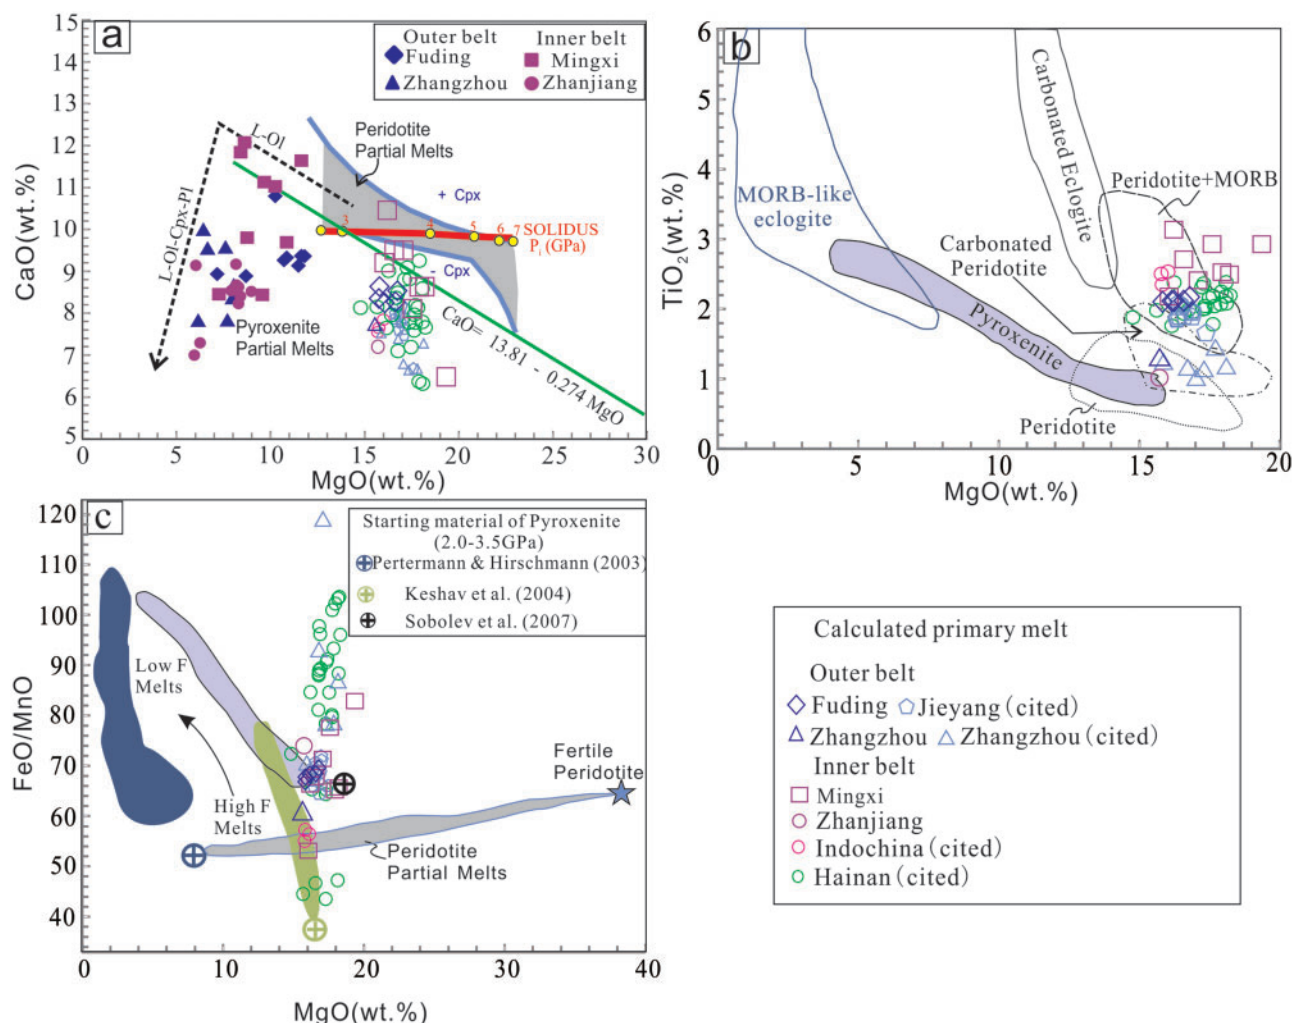 a
Outer belt
Inner belt
Fuding
Mingxi
Zhangzhou
Zhanjiang
15
14
13
12
11
10
9
8
7
6
5
CaO(wt.%)
L-Ol
L-Ol-Cpx-Pl
Peridotite
Partial Melts
+ Cpx
- Cpx
3
4
5
6
7
SOLIDUS
Pi (GPa)
Pyroxenite
Partial Melts
CaO= 13.81 - 0.274 MgO
0
5
10
15
20
25
30
MgO(wt.%)
b
6
5
4
3
2
1
0
TiO2(wt.%)
MORB-like
eclogite
Carbonated Eclogite
Peridotite+MORB
Carbonated
Peridotite
Pyroxenite
Peridotite
0
5
10
15
20
MgO(wt.%)
c
120
110
100
90
80
70
60
50
40
FeO/MnO
Starting material of Pyroxenite
(2.0-3.5GPa)
Pertermann & Hirschmann (2003)
Keshav et al. (2004)
Sobolev et al. (2007)
Low F
Melts
High F
Melts
Fertile
Peridotite
Peridotite
Partial Melts
0
10
20
30
40
MgO(wt.%)
Calculated primary melt
Outer belt
Fuding
Jieyang (cited)
Zhangzhou
Zhangzhou (cited)
Inner belt
Mingxi
Zhanjiang
Indochina (cited)
Hainan (cited)